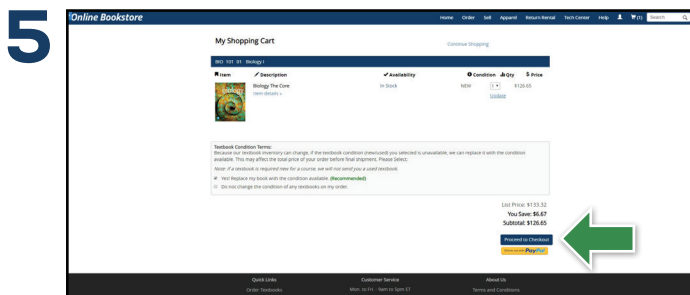 5
Online Bookstore
Home Order Sell Apparel Return Rental Tech Center Help (1) Search
My Shopping Cart
Continue Shopping
BIO 101 01 Biology I
Item Description Availability Condition Qty $ Price
Biology The Core In Stock NEW 1 $126.65
item details »
Update
Textbook Condition Terms:
Because our textbook inventory can change, if the textbook condition (new/used) you selected is unavailable, we can replace it with the condition
available. This may affect the total price of your order before final shipment. Please Select.
Note: If a textbook is required new for a course, we will not send you a used textbook.
Yes! Replace my book with the condition available. (Recommended)
Do not change the condition of any textbooks on my order.
List Price: $133.32
You Save: $6.67
Subtotal: $126.65
Proceed to Checkout
PayPal
Quick Links Customer Service About Us
Order Textbooks Mon. to Fri. 9am to 5pm ET Terms and Conditions